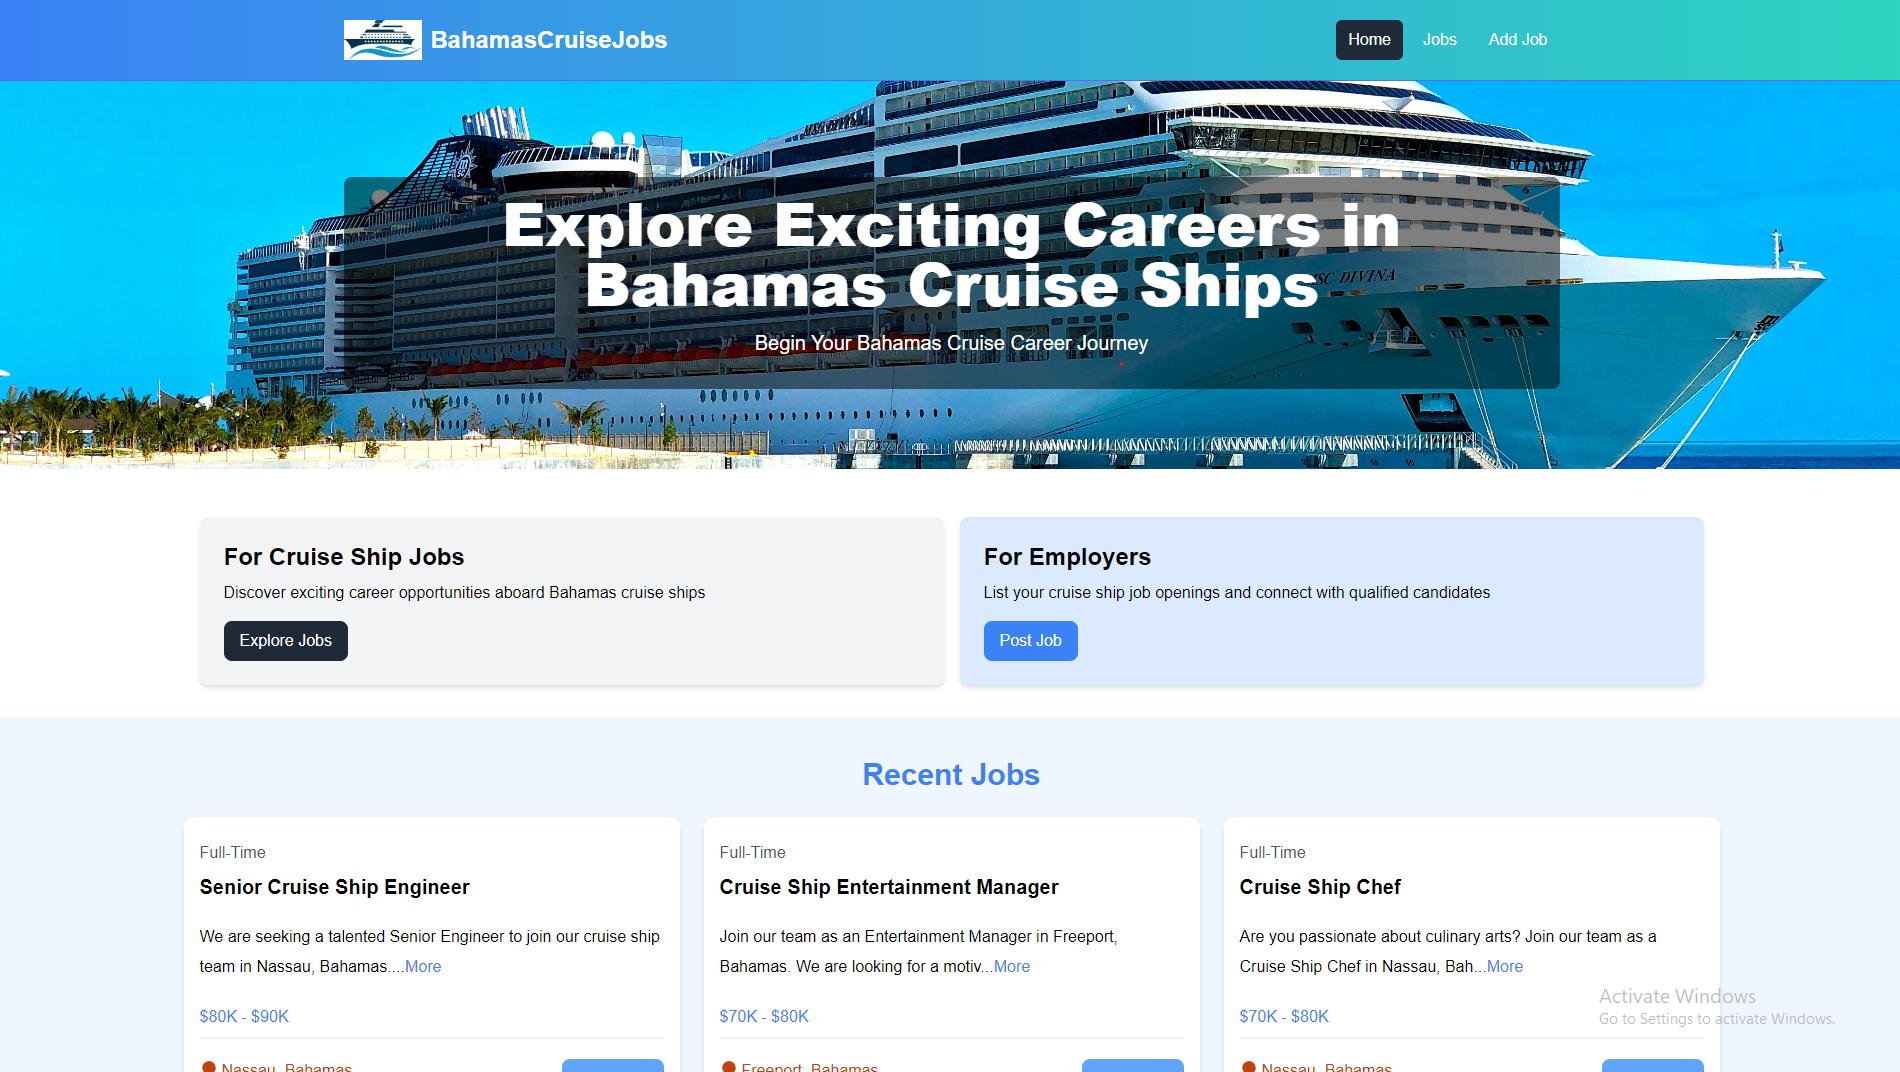 BahamasCruiseJobs
Home
Jobs
Add Job
MSC DIVINA
Explore Exciting Careers in
Bahamas Cruise Ships
Begin Your Bahamas Cruise Career Journey
For Cruise Ship Jobs
Discover exciting career opportunities aboard Bahamas cruise ships
Explore Jobs
For Employers
List your cruise ship job openings and connect with qualified candidates
Post Job
Recent Jobs
Full-Time
Senior Cruise Ship Engineer
We are seeking a talented Senior Engineer to join our cruise ship
team in Nassau, Bahamas....More
$80K - $90K
Nassau, Bahamas
Full-Time
Cruise Ship Entertainment Manager
Join our team as an Entertainment Manager in Freeport,
Bahamas. We are looking for a motiv...More
$70K - $80K
Freeport, Bahamas
Full-Time
Cruise Ship Chef
Are you passionate about culinary arts? Join our team as a
Cruise Ship Chef in Nassau, Bah...More
$70K - $80K
Nassau, Bahamas
Activate Windows
Go to Settings to activate Windows.